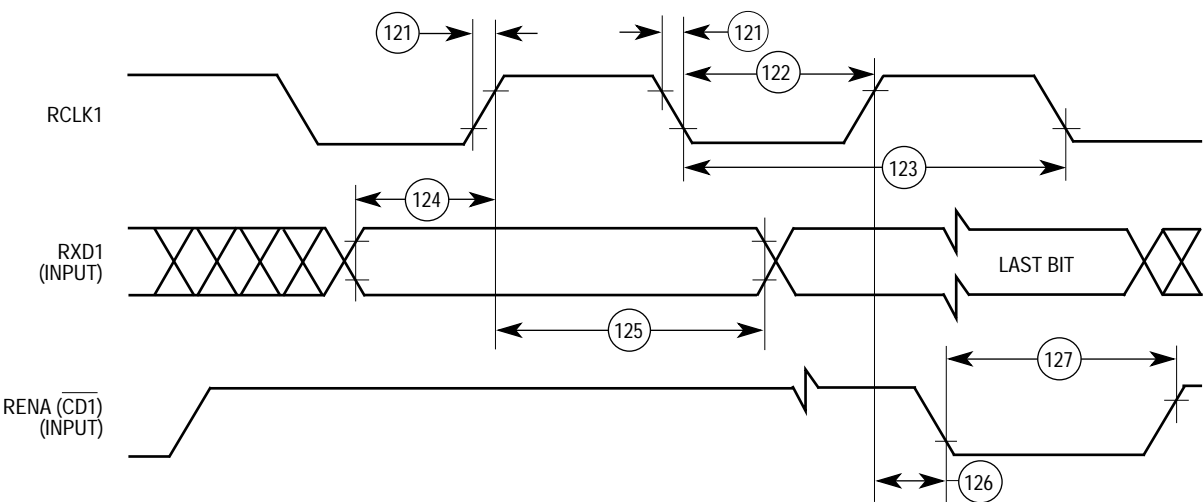 121
121
122
RCLK1
123
124
RXD1
(INPUT)
LAST BIT
125
127
RENA (CD1)
(INPUT)
126